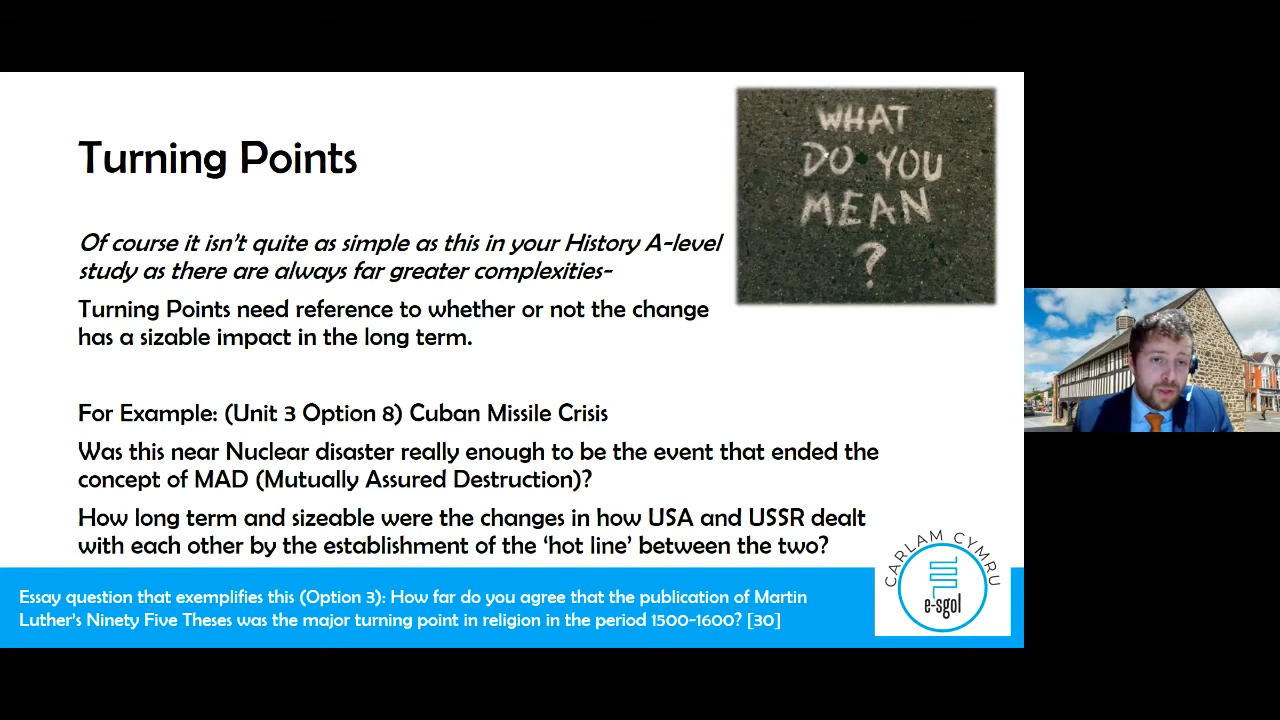 Turning Points
WHAT
DO YOU
MEAN
?
Of course it isn't quite as simple as this in your History A-level
study as there are always far greater complexities-
Turning Points need reference to whether or not the change
has a sizable impact in the long term.
For Example: (Unit 3 Option 8) Cuban Missile Crisis
Was this near Nuclear disaster really enough to be the event that ended the
concept of MAD (Mutually Assured Destruction)?
How long term and sizeable were the changes in how USA and USSR dealt
with each other by the establishment of the 'hot line' between the two?
CARLAM CYMRU
e-sgol
Essay question that exemplifies this (Option 3): How far do you agree that the publication of Martin
Luther's Ninety Five Theses was the major turning point in religion in the period 1500-1600? [30]